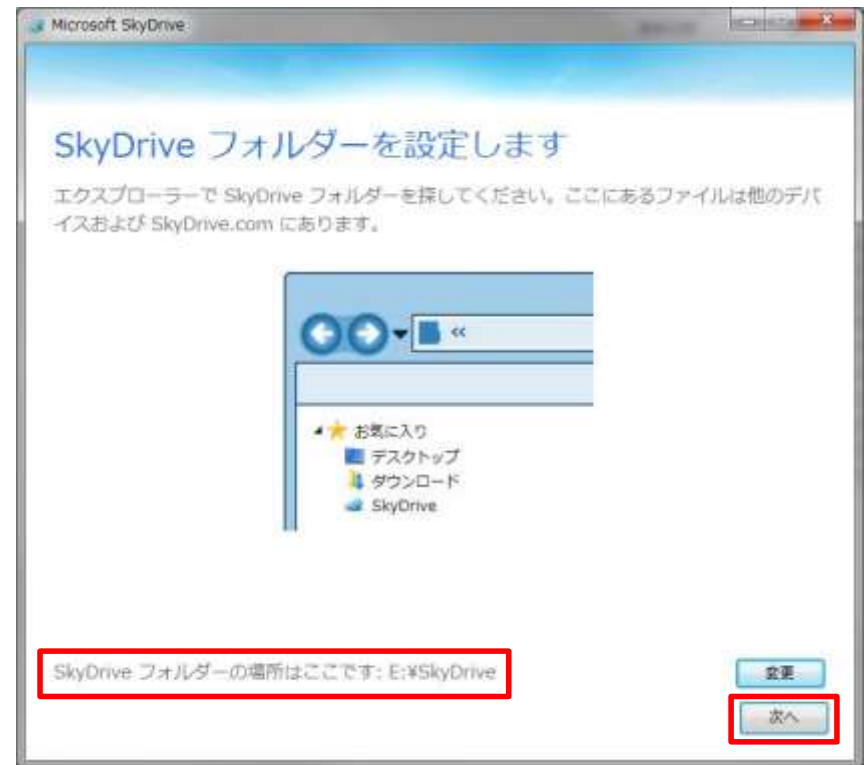 Microsoft SkyDrive
SkyDrive フォルダーを設定します
エクスプローラーで SkyDrive フォルダーを探してください。ここにあるファイルは他のデバ
イスおよび SkyDrive.com にあります。
«
お気に入り
デスクトップ
ダウンロード
SkyDrive
SkyDrive フォルダーの場所はここです: E:¥SkyDrive
変更
次へ